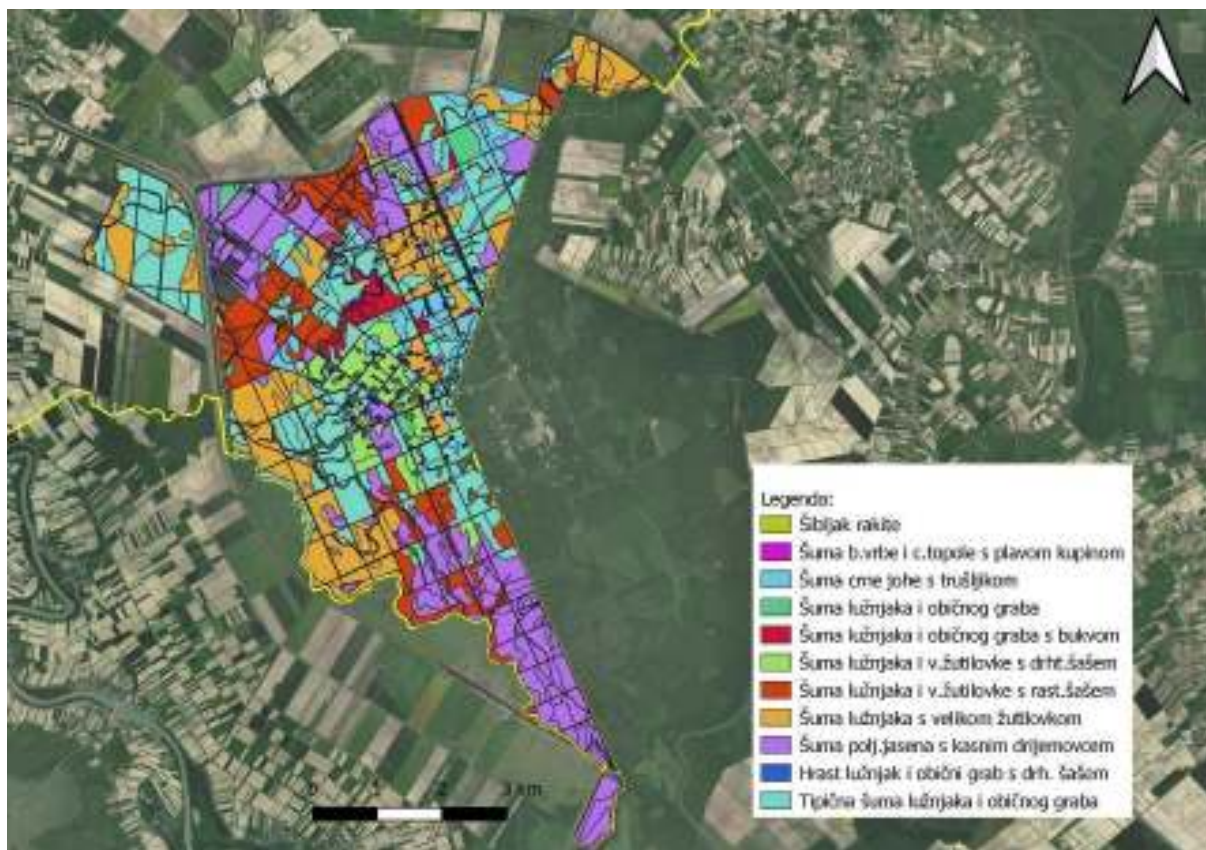 Legenda:
Šibljak rakite
Šuma b.vrbe i c.topole s plavom kupinom
Šuma crne johe s trušljikom
Šuma lužnjaka i običnog graba
Šuma lužnjaka i običnog graba s bukvom
Šuma lužnjaka i v.žutilovke s drht.šašem
Šuma lužnjaka i v.žutilovke s rast.šašem
Šuma lužnjaka s velikom žutilovkom
Šuma polj.jasena s kasnim drijemovcem
Hrast lužnjak i obični grab s drh. šašem
Tipična šuma lužnjaka i običnog graba
0 1 2 3 km